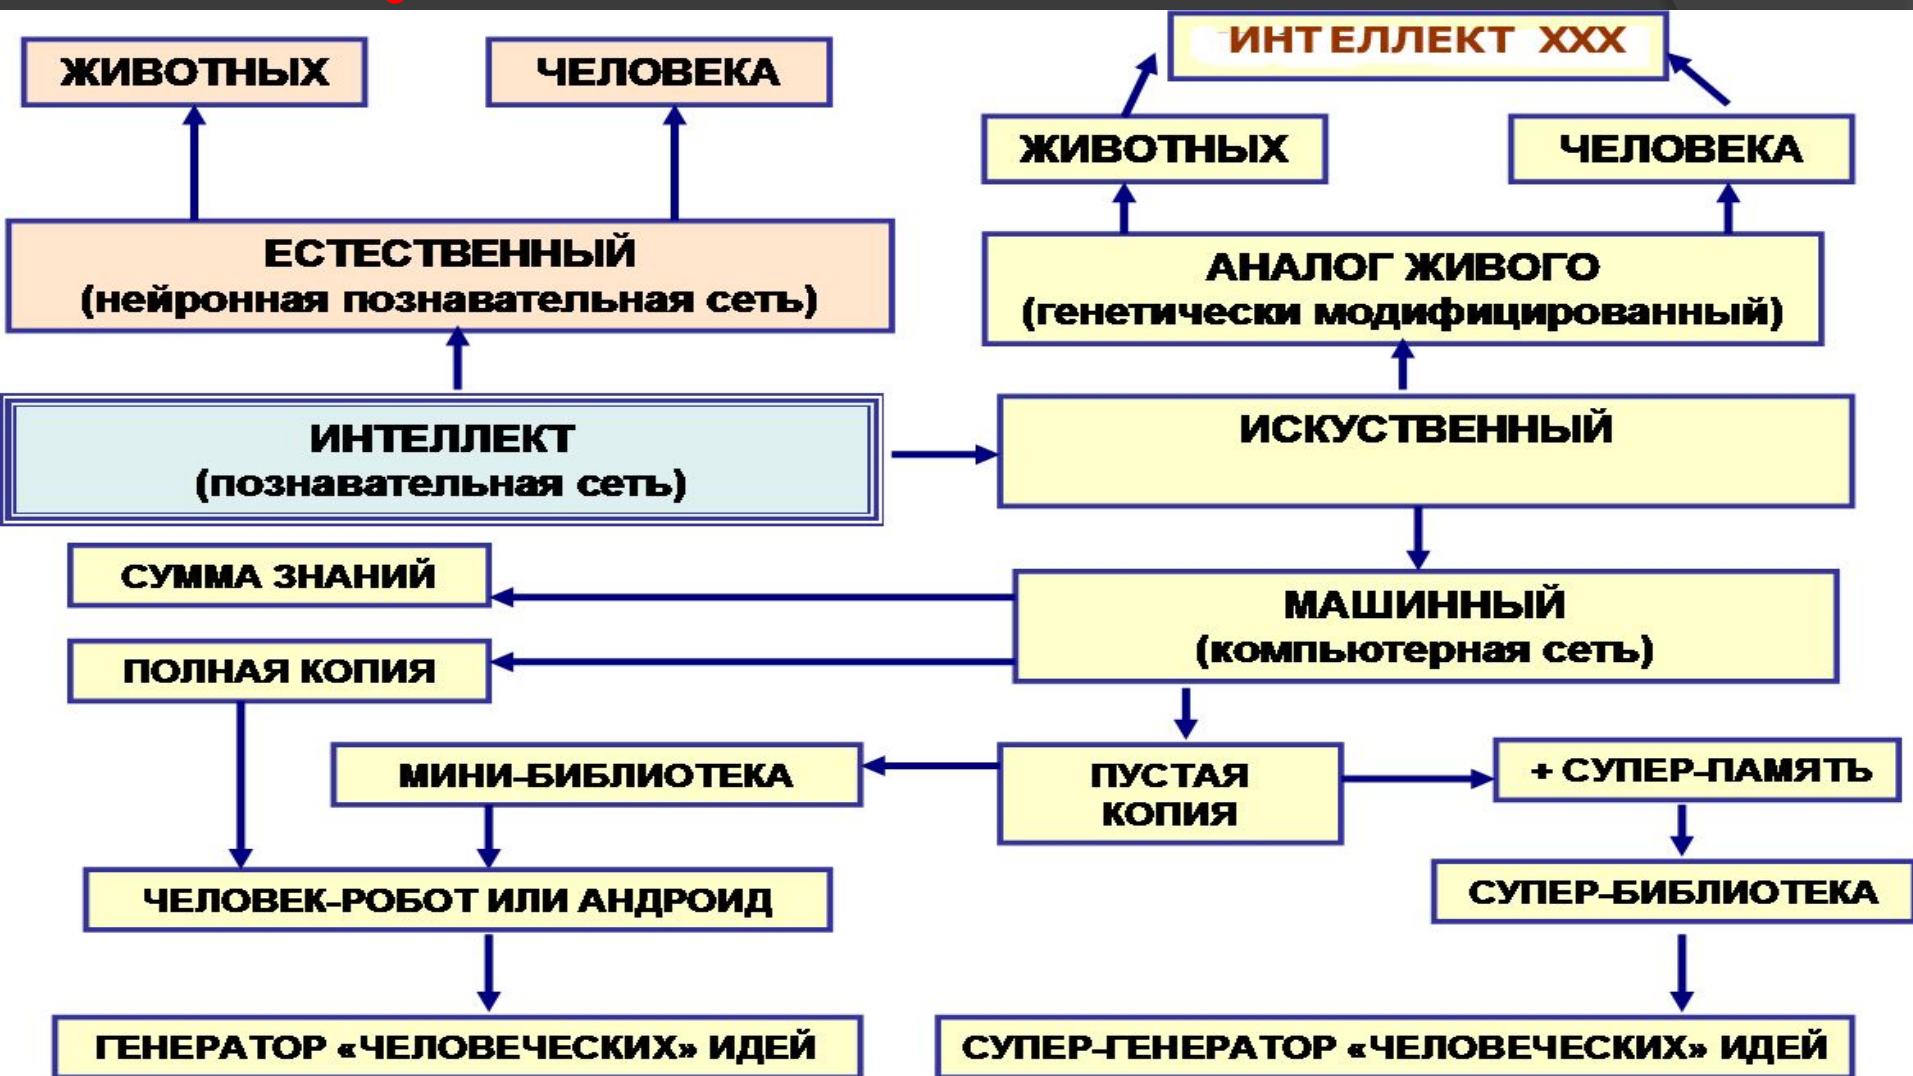 ИНТЕЛЛЕКТ XXX
ЖИВОТНЫХ
ЧЕЛОВЕКА
ЖИВОТНЫХ
ЧЕЛОВЕКА
ЕСТЕСТВЕННЫЙ
(нейронная познавательная сеть)
АНАЛОГ ЖИВОГО
(генетически модифицированный)
ИНТЕЛЛЕКТ
(познавательная сеть)
ИСКУСТВЕННЫЙ
СУММА ЗНАНИЙ
МАШИННЫЙ
(компьютерная сеть)
ПОЛНАЯ КОПИЯ
МИНИ-БИБЛИОТЕКА
ПУСТАЯ
КОПИЯ
+ СУПЕР-ПАМЯТЬ
ЧЕЛОВЕК-РОБОТ ИЛИ АНДРОИД
СУПЕР-БИБЛИОТЕКА
ГЕНЕРАТОР «ЧЕЛОВЕЧЕСКИХ» ИДЕЙ
СУПЕР-ГЕНЕРАТОР «ЧЕЛОВЕЧЕСКИХ» ИДЕЙ